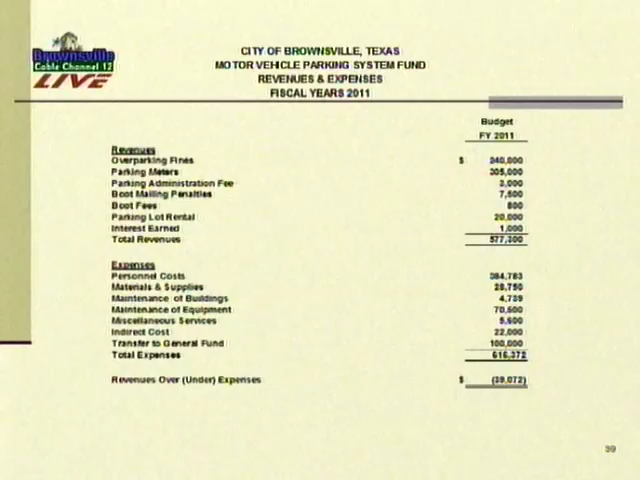 Brownsville
Cable Channel 12
LIVE
CITY OF BROWNSVILLE, TEXAS
MOTOR VEHICLE PARKING SYSTEM FUND
REVENUES & EXPENSES
FISCAL YEARS 2011
Budget
FY 2011
Revenues
Overparking Fines $ 240,000
Parking Meters 305,000
Parking Administration Fee 3,000
Boot Mailing Penalties 7,500
Boot Fees 800
Parking Lot Rental 20,000
Interest Earned 1,000
Total Revenues 577,300
Expenses
Personnel Costs 384,783
Materials & Supplies 28,750
Maintenance of Buildings 4,739
Maintenance of Equipment 70,500
Miscellaneous Services 5,600
Indirect Cost 22,000
Transfer to General Fund 100,000
Total Expenses 616,372
Revenues Over (Under) Expenses $ (39,072)
39